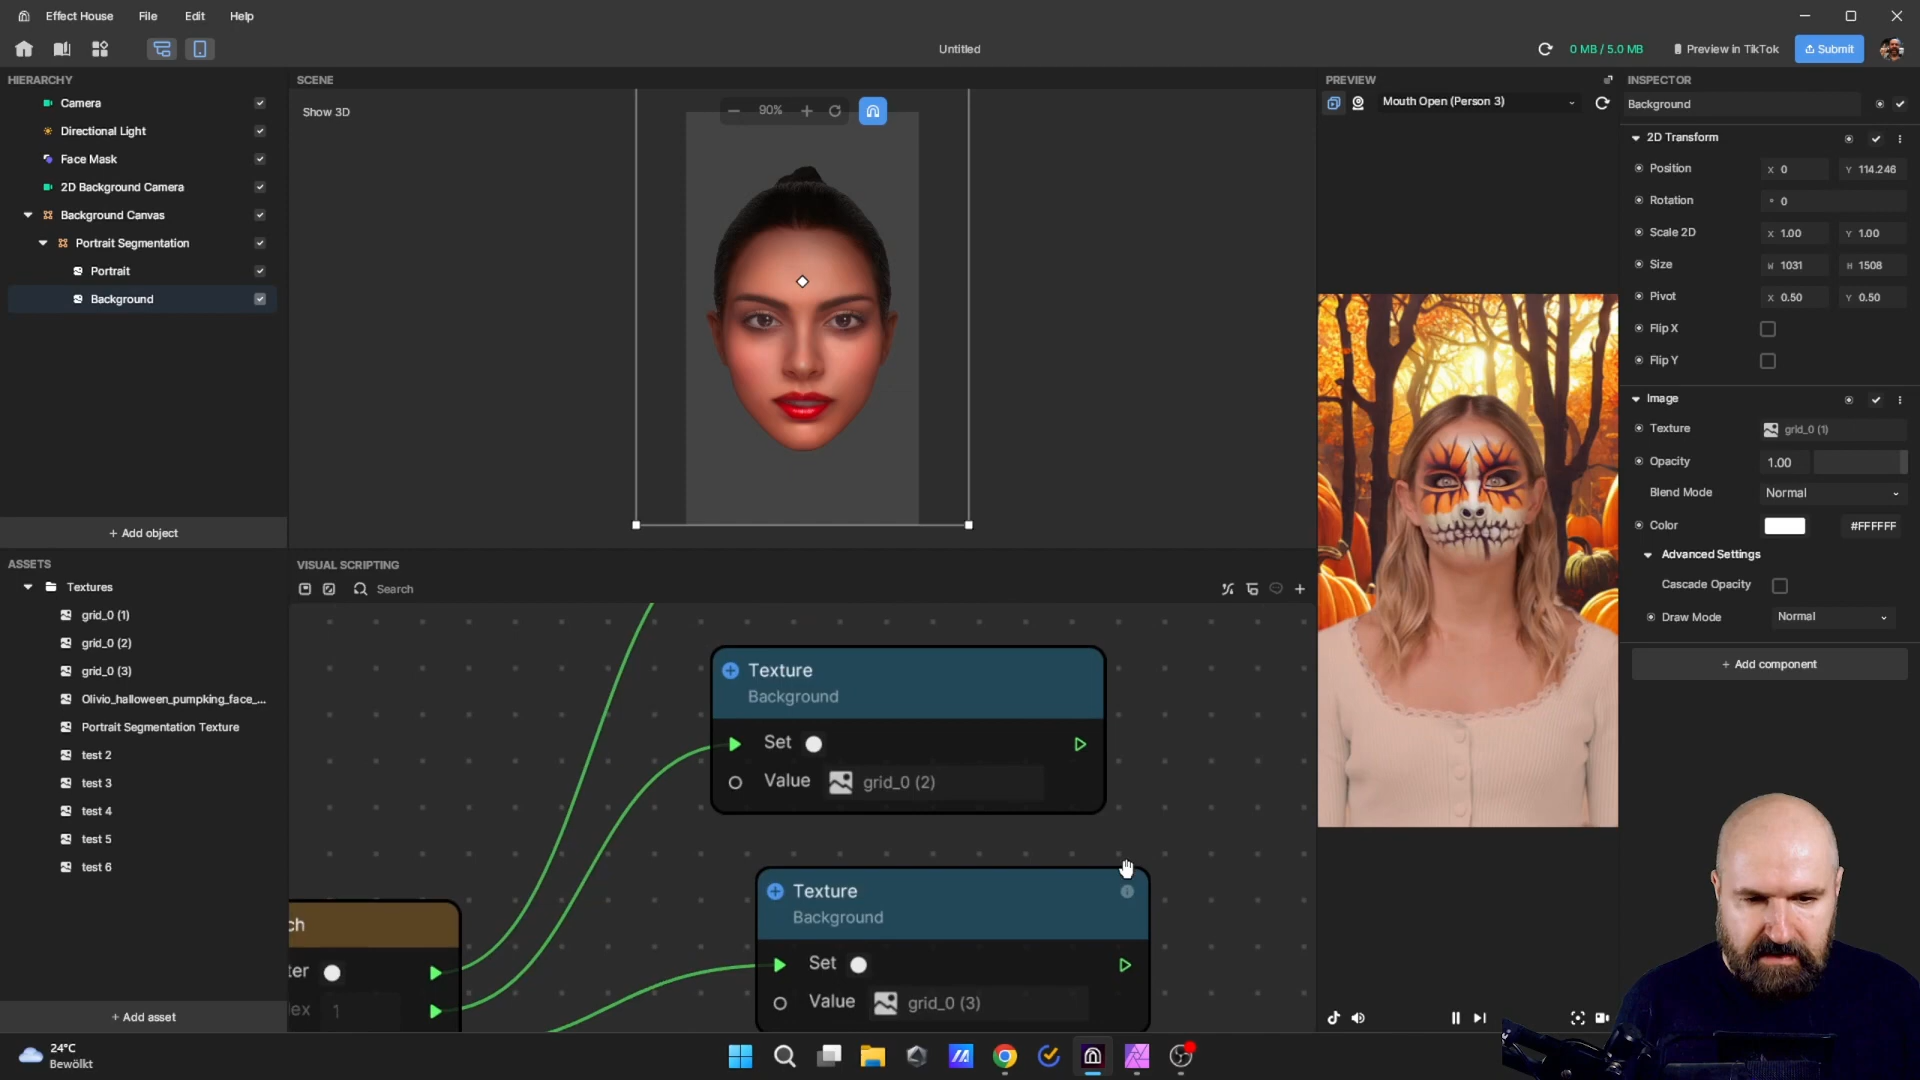 Effect House File Edit Help
Untitled
0 MB / 5.0 MB
Preview in TikTok
Submit
HIERARCHY
Camera
Directional Light
Face Mask
2D Background Camera
Background Canvas
Portrait Segmentation
Portrait
Background
+ Add object
ASSETS
Textures
grid_0 (1)
grid_0 (2)
grid_0 (3)
Olivio_halloween_pumpking_face_...
Portrait Segmentation Texture
test 2
test 3
test 4
test 5
test 6
+ Add asset
SCENE
Show 3D
90%
VISUAL SCRIPTING
Search
Texture
Background
Set
Value grid_0 (2)
Texture
Background
Set
Value grid_0 (3)
ch
ter
ex 1
PREVIEW
Mouth Open (Person 3)
INSPECTOR
Background
2D Transform
Position X 0 Y 114.246
Rotation ° 0
Scale 2D X 1.00 Y 1.00
Size W 1031 H 1508
Pivot X 0.50 Y 0.50
Flip X
Flip Y
Image
Texture grid_0 (1)
Opacity 1.00
Blend Mode Normal
Color #FFFFFF
Advanced Settings
Cascade Opacity
Draw Mode Normal
+ Add component
24°C
Bewölkt